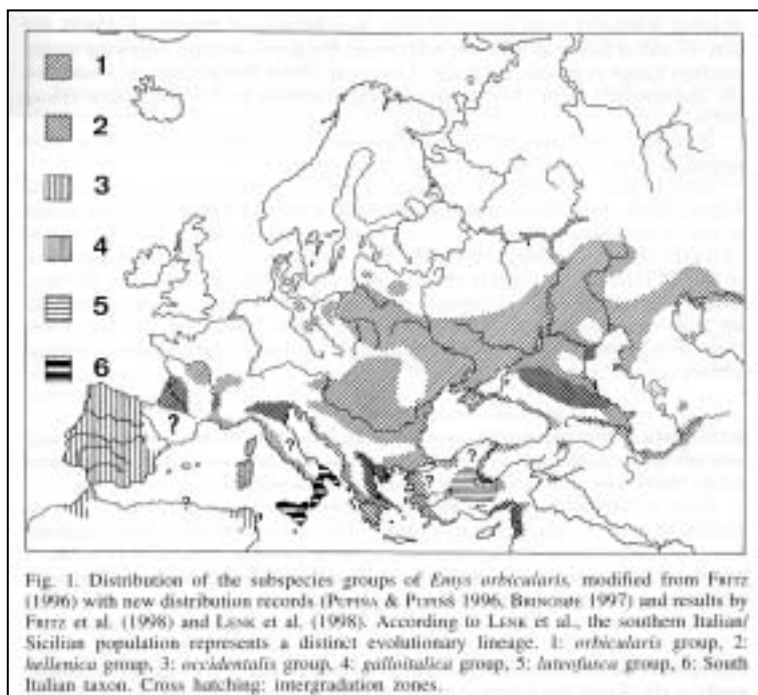 1
2
3
4
5
6
?
?
?
?
?
?
?
Fig. 1. Distribution of the subspecies groups of Emys orbicularis, modified from FRITZ
(1996) with new distribution records (PUPIŅA & PUPIŅŠ 1996, BRINGSØE 1997) and results by
FRITZ et al. (1998) and LENK et al. (1998). According to LENK et al., the southern Italian/
Sicilian population represents a distinct evolutionary lineage. 1: orbicularis group, 2:
hellenica group, 3: occidentalis group, 4: galloitalica group, 5: luteofusca group, 6: South
Italian taxon. Cross hatching: intergradation zones.